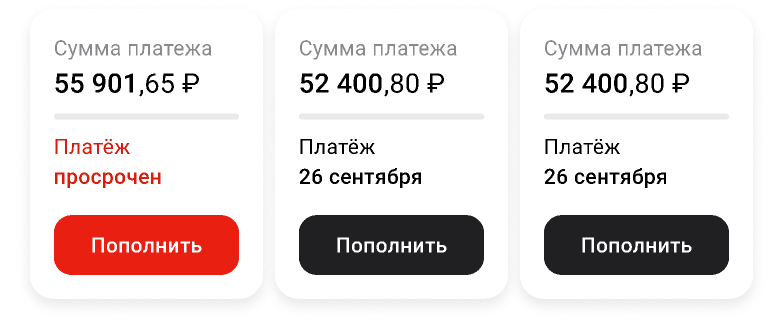 Сумма платежа
55 901,65 ₽
Платёж
просрочен
Пополнить
Сумма платежа
52 400,80 ₽
Платёж
26 сентября
Пополнить
Сумма платежа
52 400,80 ₽
Платёж
26 сентября
Пополнить